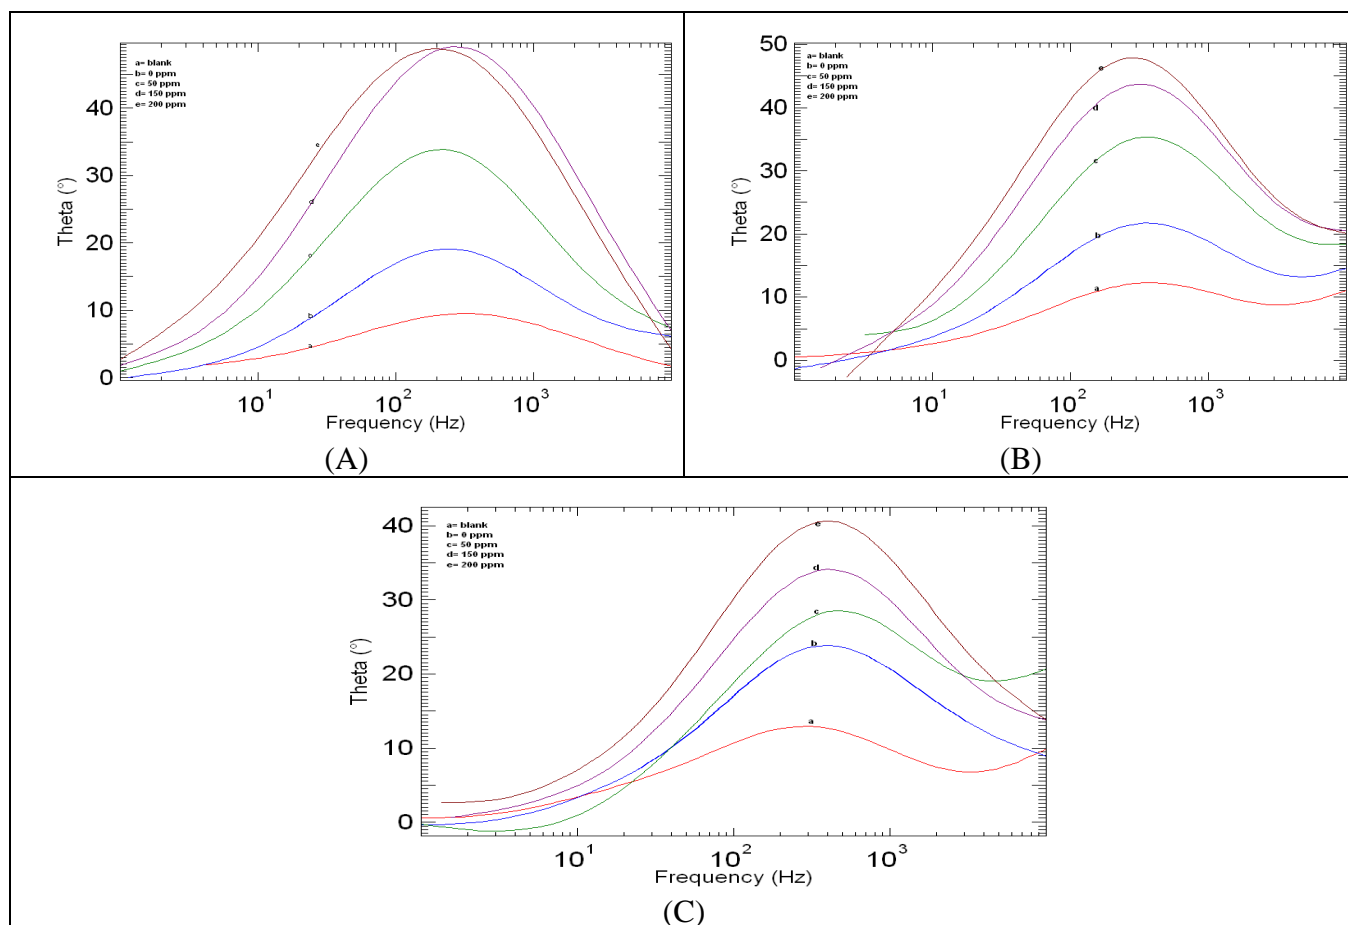 a= blank
b= 0 ppm
c= 50 ppm
d= 150 ppm
e= 200 ppm
40
30
20
10
0
Theta (°)
e
d
c
b
a
10¹ 10² 10³
Frequency (Hz)
(A)
a= blank
b= 0 ppm
c= 50 ppm
d= 150 ppm
e= 200 ppm
50
40
30
20
10
0
Theta (°)
e
d
c
b
a
10¹ 10² 10³
Frequency (Hz)
(B)
a= blank
b= 0 ppm
c= 50 ppm
d= 150 ppm
e= 200 ppm
40
30
20
10
0
Theta (°)
e
d
c
b
a
10¹ 10² 10³
Frequency (Hz)
(C)